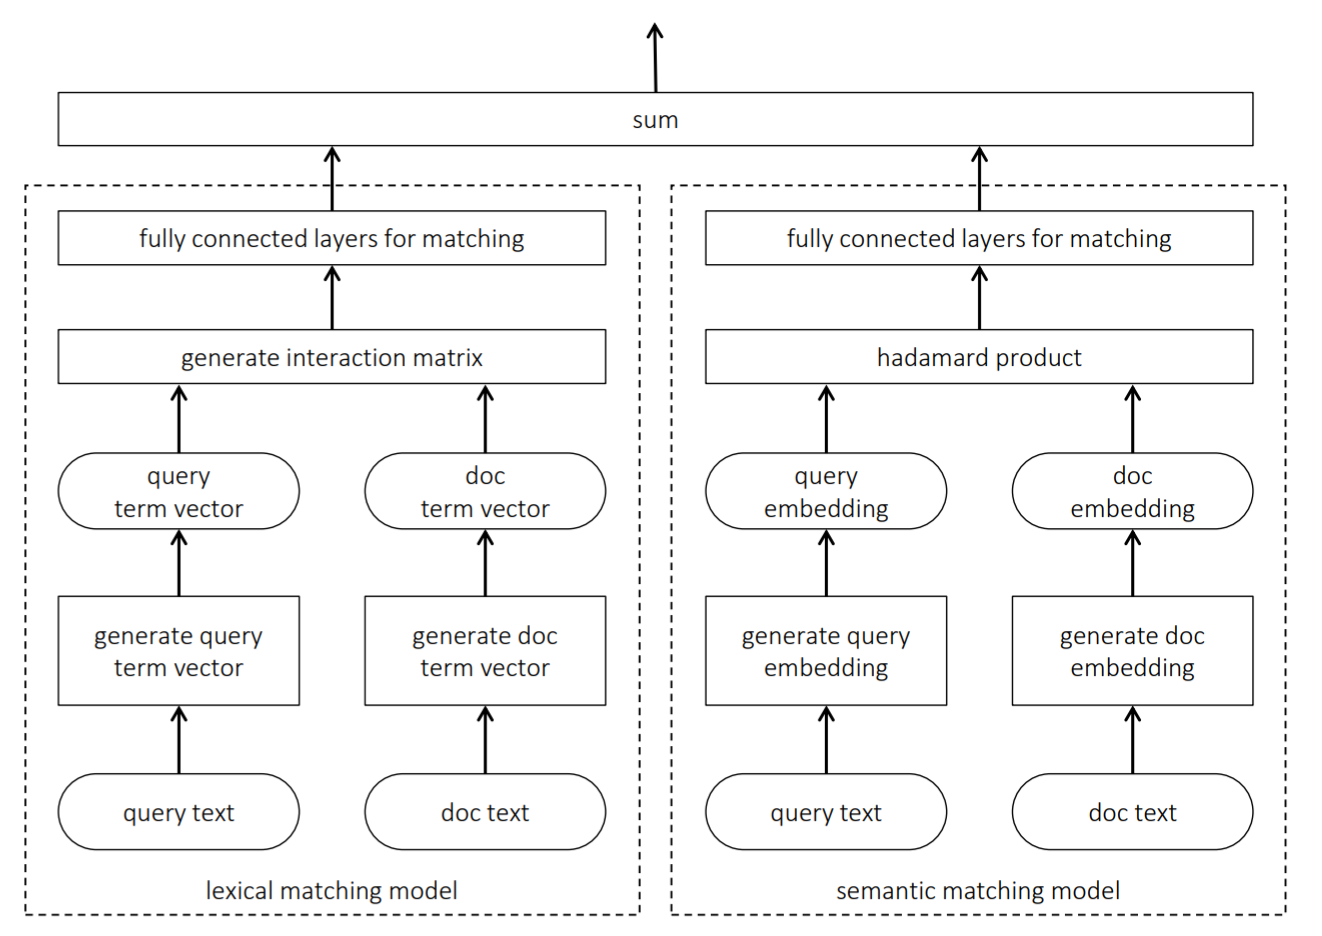 sum
fully connected layers for matching
generate interaction matrix
query
term vector
doc
term vector
generate query
term vector
generate doc
term vector
query text
doc text
lexical matching model
fully connected layers for matching
hadamard product
query
embedding
doc
embedding
generate query
embedding
generate doc
embedding
query text
doc text
semantic matching model